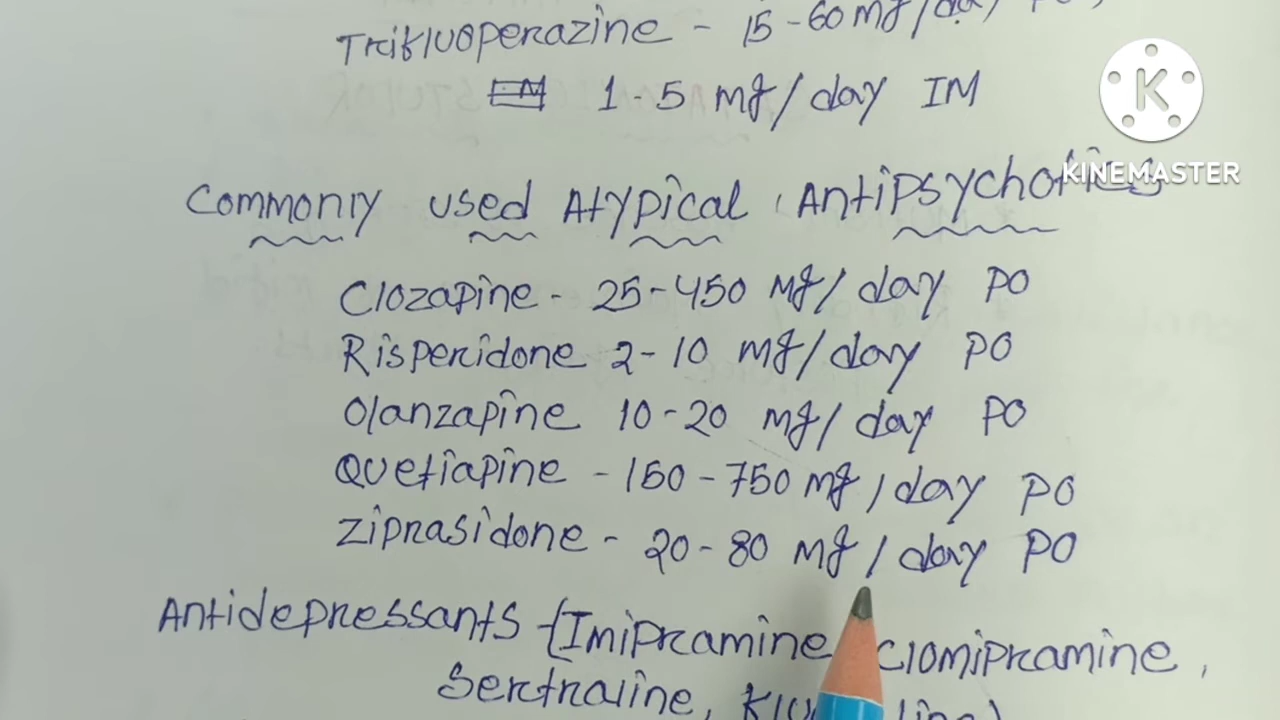 Trifluoperazine - 15-60 mg/day
1-5 mg/day IM
K
KINEMASTER
Commonly used Atypical Antipsychotics
Clozapine - 25-450 mg/day PO
Risperidone 2-10 mg/day PO
Olanzapine 10-20 mg/day PO
Quetiapine - 150-750 mg/day PO
Ziprasidone - 20-80 mg/day PO
Antidepressants - (Imipramine, Clomipramine,
Sertraline,